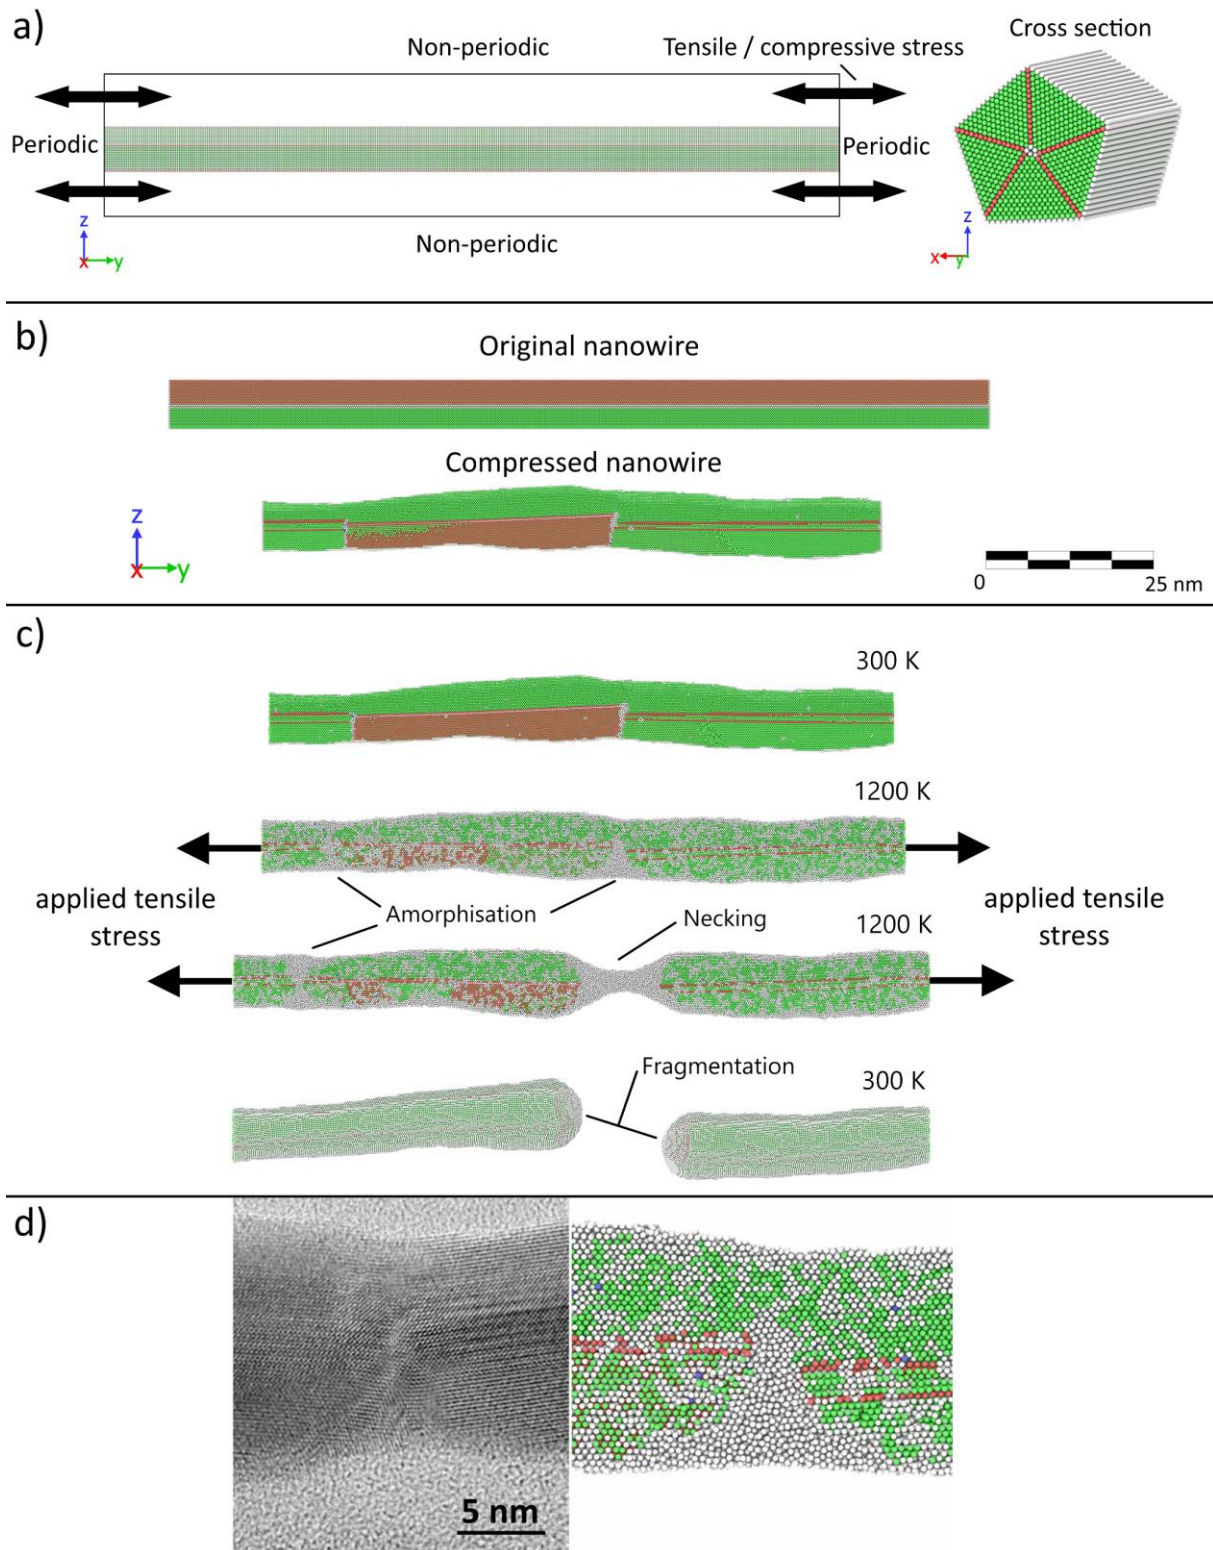 a)
Non-periodic
Tensile / compressive stress
Cross section
Periodic
Periodic
Non-periodic
z
x
y
z
x
y
b)
Original nanowire
Compressed nanowire
z
x
y
0
25 nm
c)
300 K
1200 K
applied tensile
stress
Amorphisation
Necking
1200 K
applied tensile
stress
Fragmentation
300 K
d)
5 nm